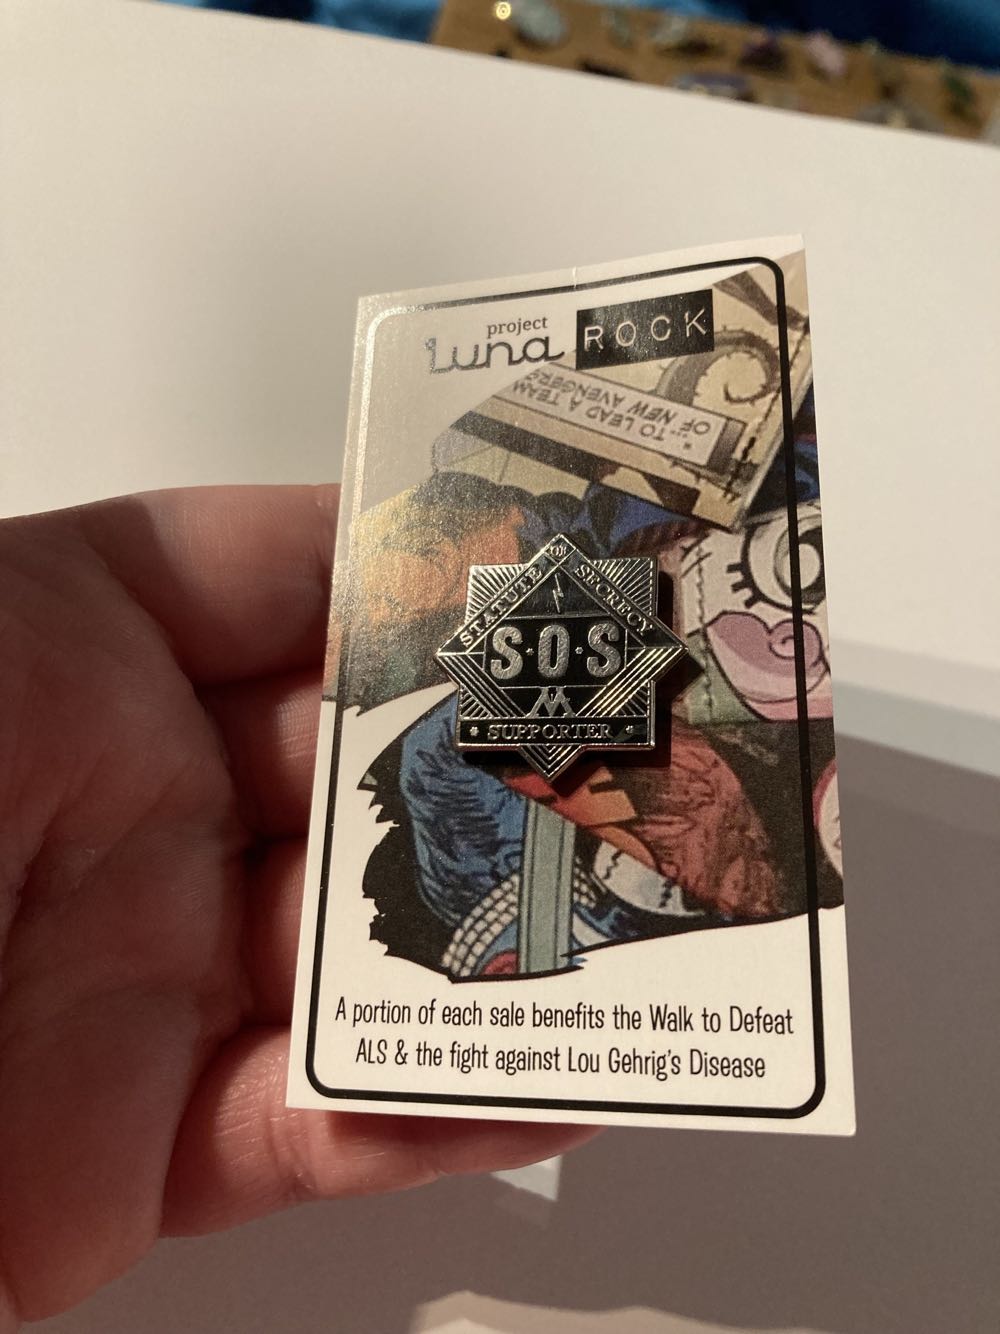 project
luna ROCK
"...TO LEAD A TEAM
OF NEW AVENGERS
STATUTE OF SECRECY
S·O·S
M
* SUPPORTER *
A portion of each sale benefits the Walk to Defeat
ALS & the fight against Lou Gehrig's Disease